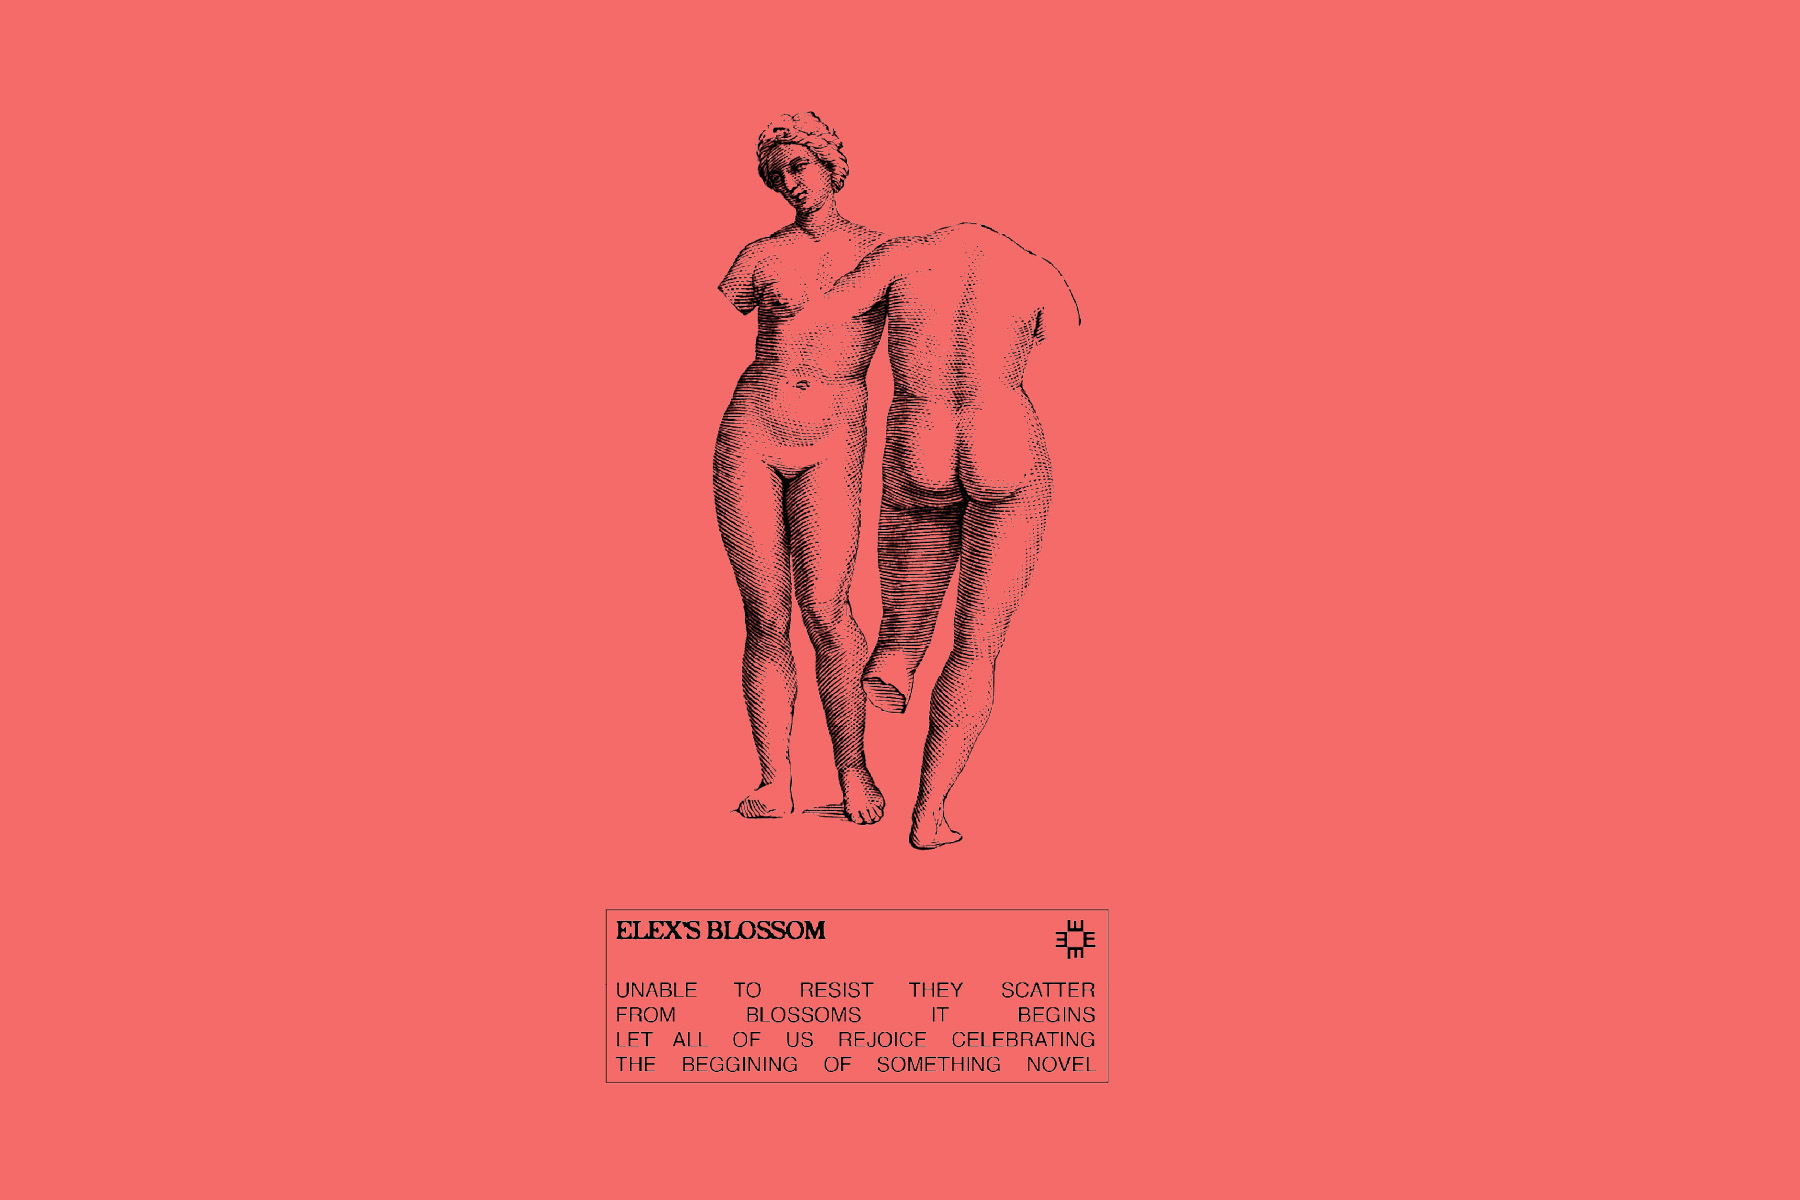 ELEX'S BLOSSOM
UNABLE TO RESIST THEY SCATTER
FROM BLOSSOMS IT BEGINS
LET ALL OF US REJOICE CELEBRATING
THE BEGGINING OF SOMETHING NOVEL